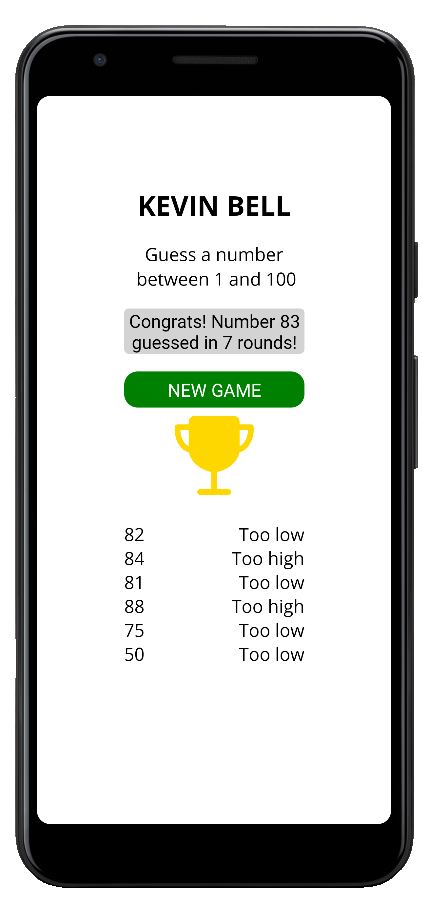 KEVIN BELL
Guess a number
between 1 and 100
Congrats! Number 83
guessed in 7 rounds!
NEW GAME
82 Too low
84 Too high
81 Too low
88 Too high
75 Too low
50 Too low